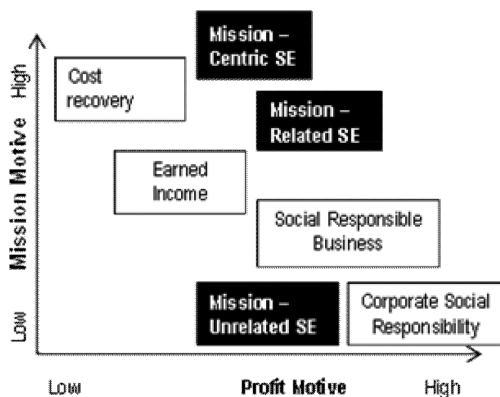 Mission –
Centric SE
Cost
recovery
Mission –
Related SE
Earned
Income
Social Responsible
Business
Mission –
Unrelated SE
Corporate Social
Responsibility
High
Mission Motive
Low
Low
Profit Motive
High